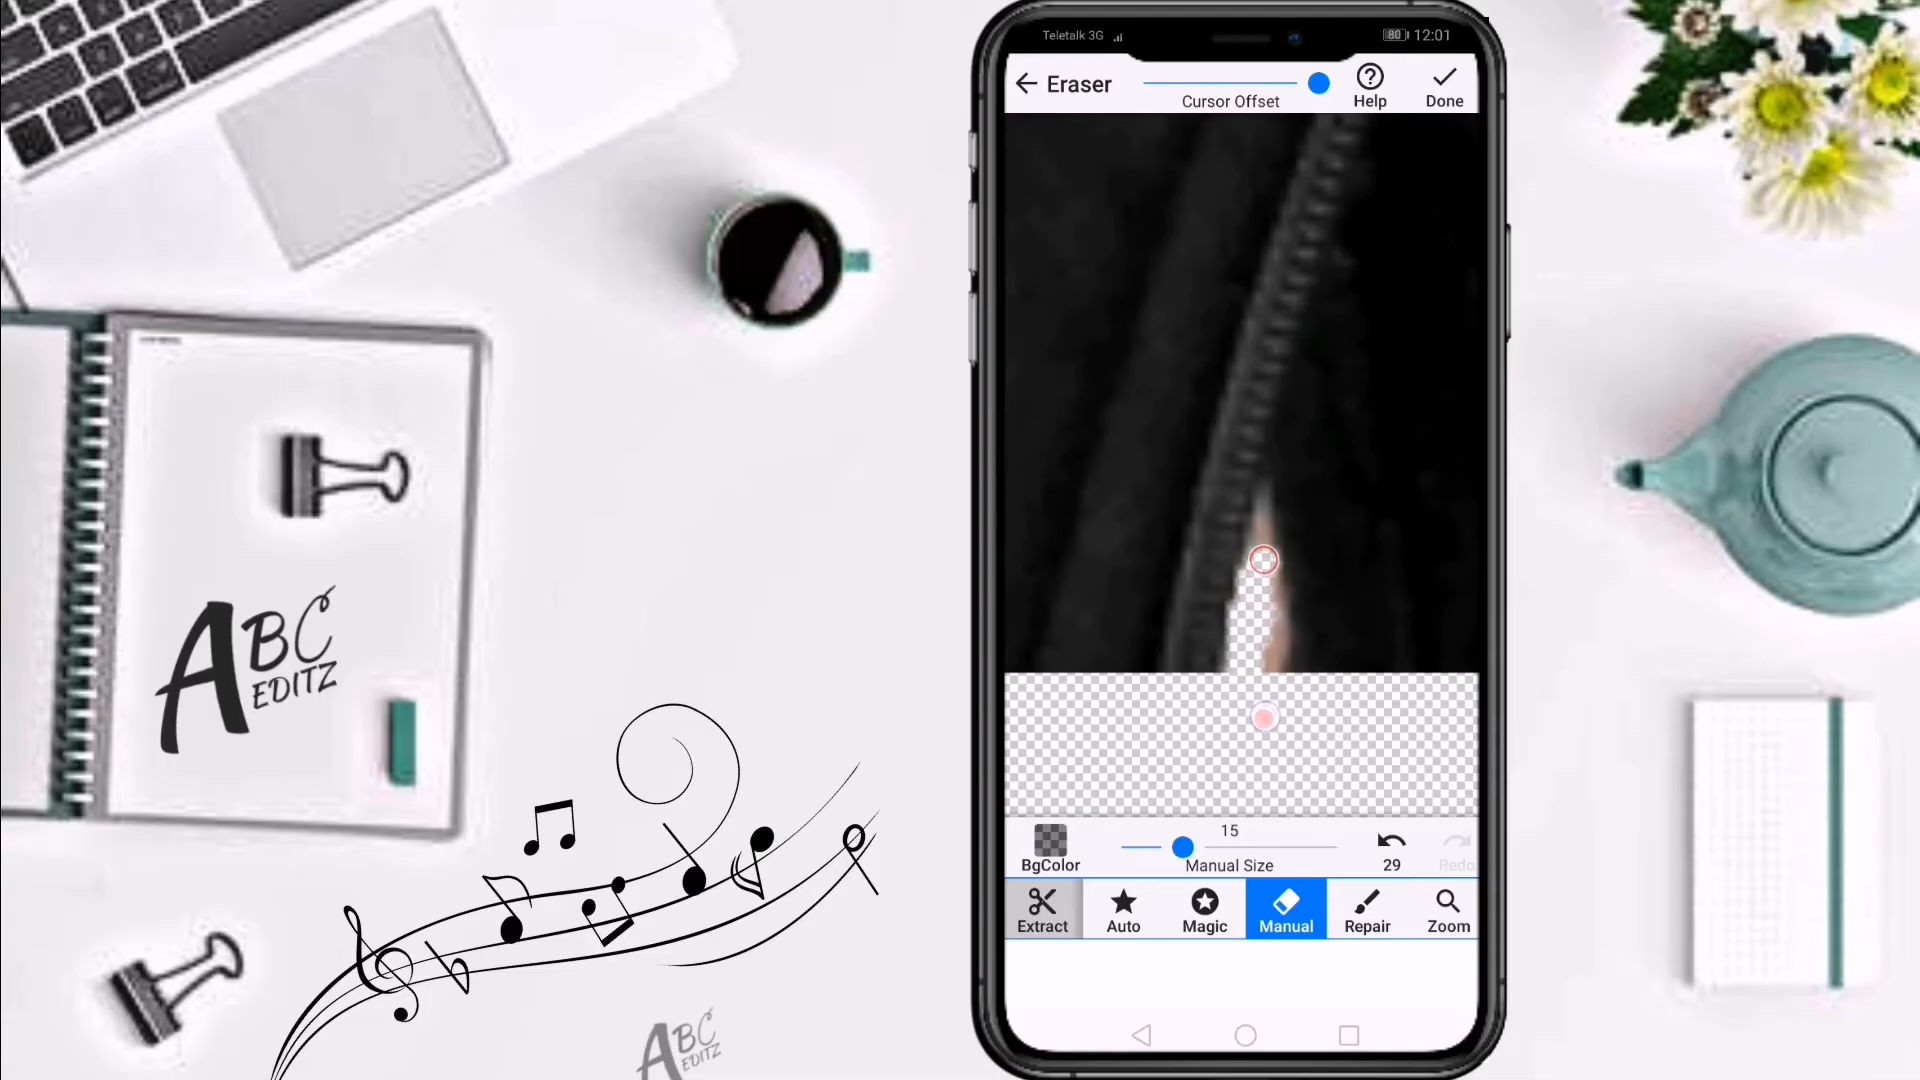 Teletalk 3G
80 12:01
Eraser
Cursor Offset
Help
Done
ABC
EDITZ
15
BgColor
Manual Size
29
Redo
Extract
Auto
Magic
Manual
Repair
Zoom
ABC
EDITZ